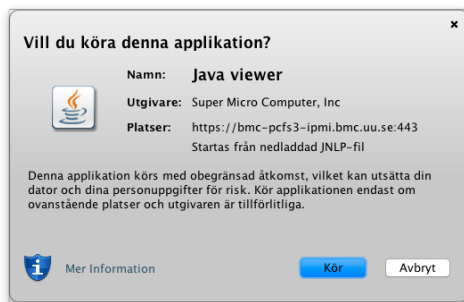 Vill du köra denna applikation?
Namn: Java viewer
Utgivare: Super Micro Computer, Inc
Platser: https://bmc-pcfs3-ipmi.bmc.uu.se:443
Startas från nedladdad JNLP-fil
Denna applikation körs med obegränsad åtkomst, vilket kan utsätta din
dator och dina personuppgifter för risk. Kör applikationen endast om
ovanstående platser och utgivaren är tillförlitliga.
Mer Information Kör Avbryt